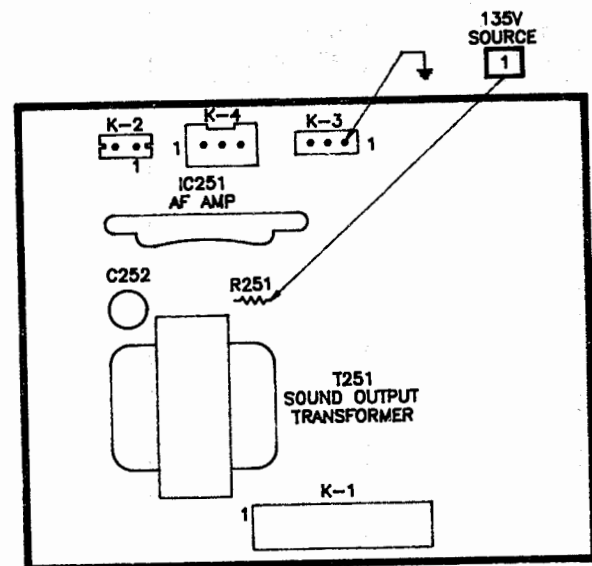 135V
SOURCE
1
K-2
K-4
K-3
1
1
1
IC251
AF AMP
C252
R251
T251
SOUND OUTPUT
TRANSFORMER
K-1
1